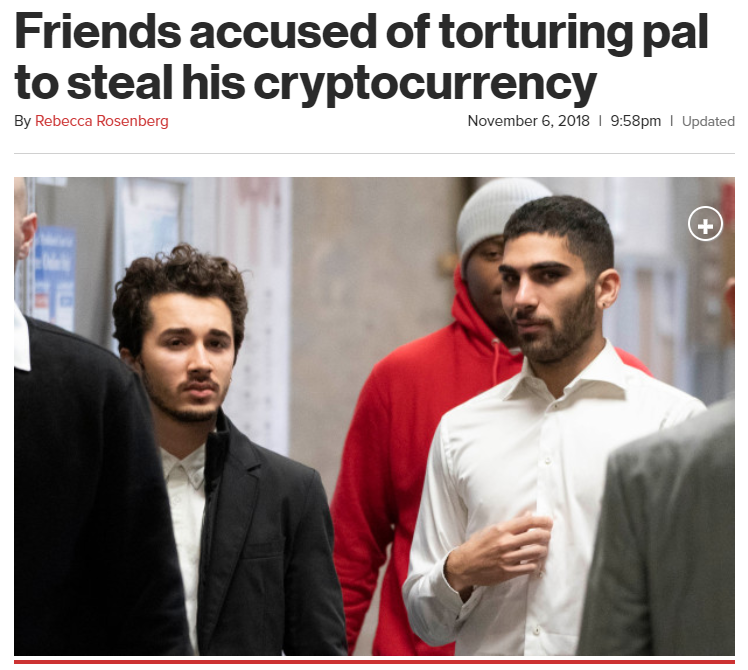 Friends accused of torturing pal
to steal his cryptocurrency
By Rebecca Rosenberg November 6, 2018 | 9:58pm | Updated